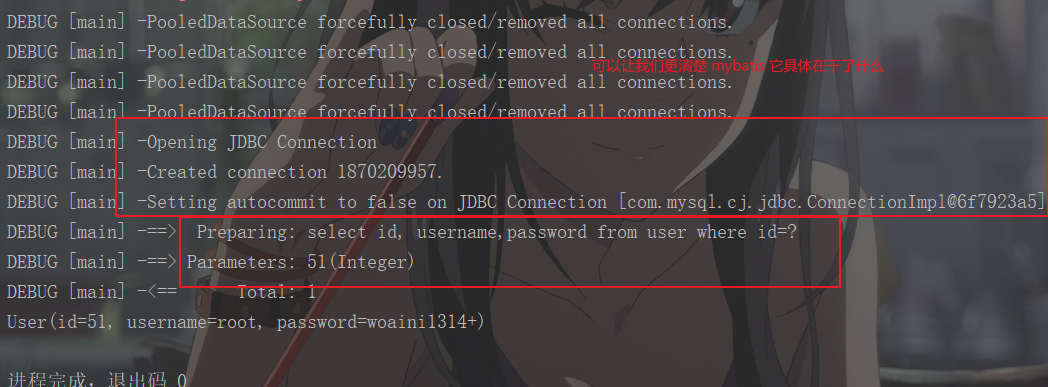 DEBUG [main] -PooledDataSource forcefully closed/removed all connections.
DEBUG [main] -PooledDataSource forcefully closed/removed all connections.
可以让我们更清楚 mybatis 它具体在干了什么
DEBUG [main] -PooledDataSource forcefully closed/removed all connections.
DEBUG [main] -PooledDataSource forcefully closed/removed all connections.
DEBUG [main] -Opening JDBC Connection
DEBUG [main] -Created connection 1870209957.
DEBUG [main] -Setting autocommit to false on JDBC Connection [com.mysql.cj.jdbc.ConnectionImpl@6f7923a5]
DEBUG [main] -==>  Preparing: select id, username,password from user where id=?
DEBUG [main] -==> Parameters: 51(Integer)
DEBUG [main] -<==      Total: 1
User(id=51, username=root, password=woaini1314+)
进程完成，退出码 0